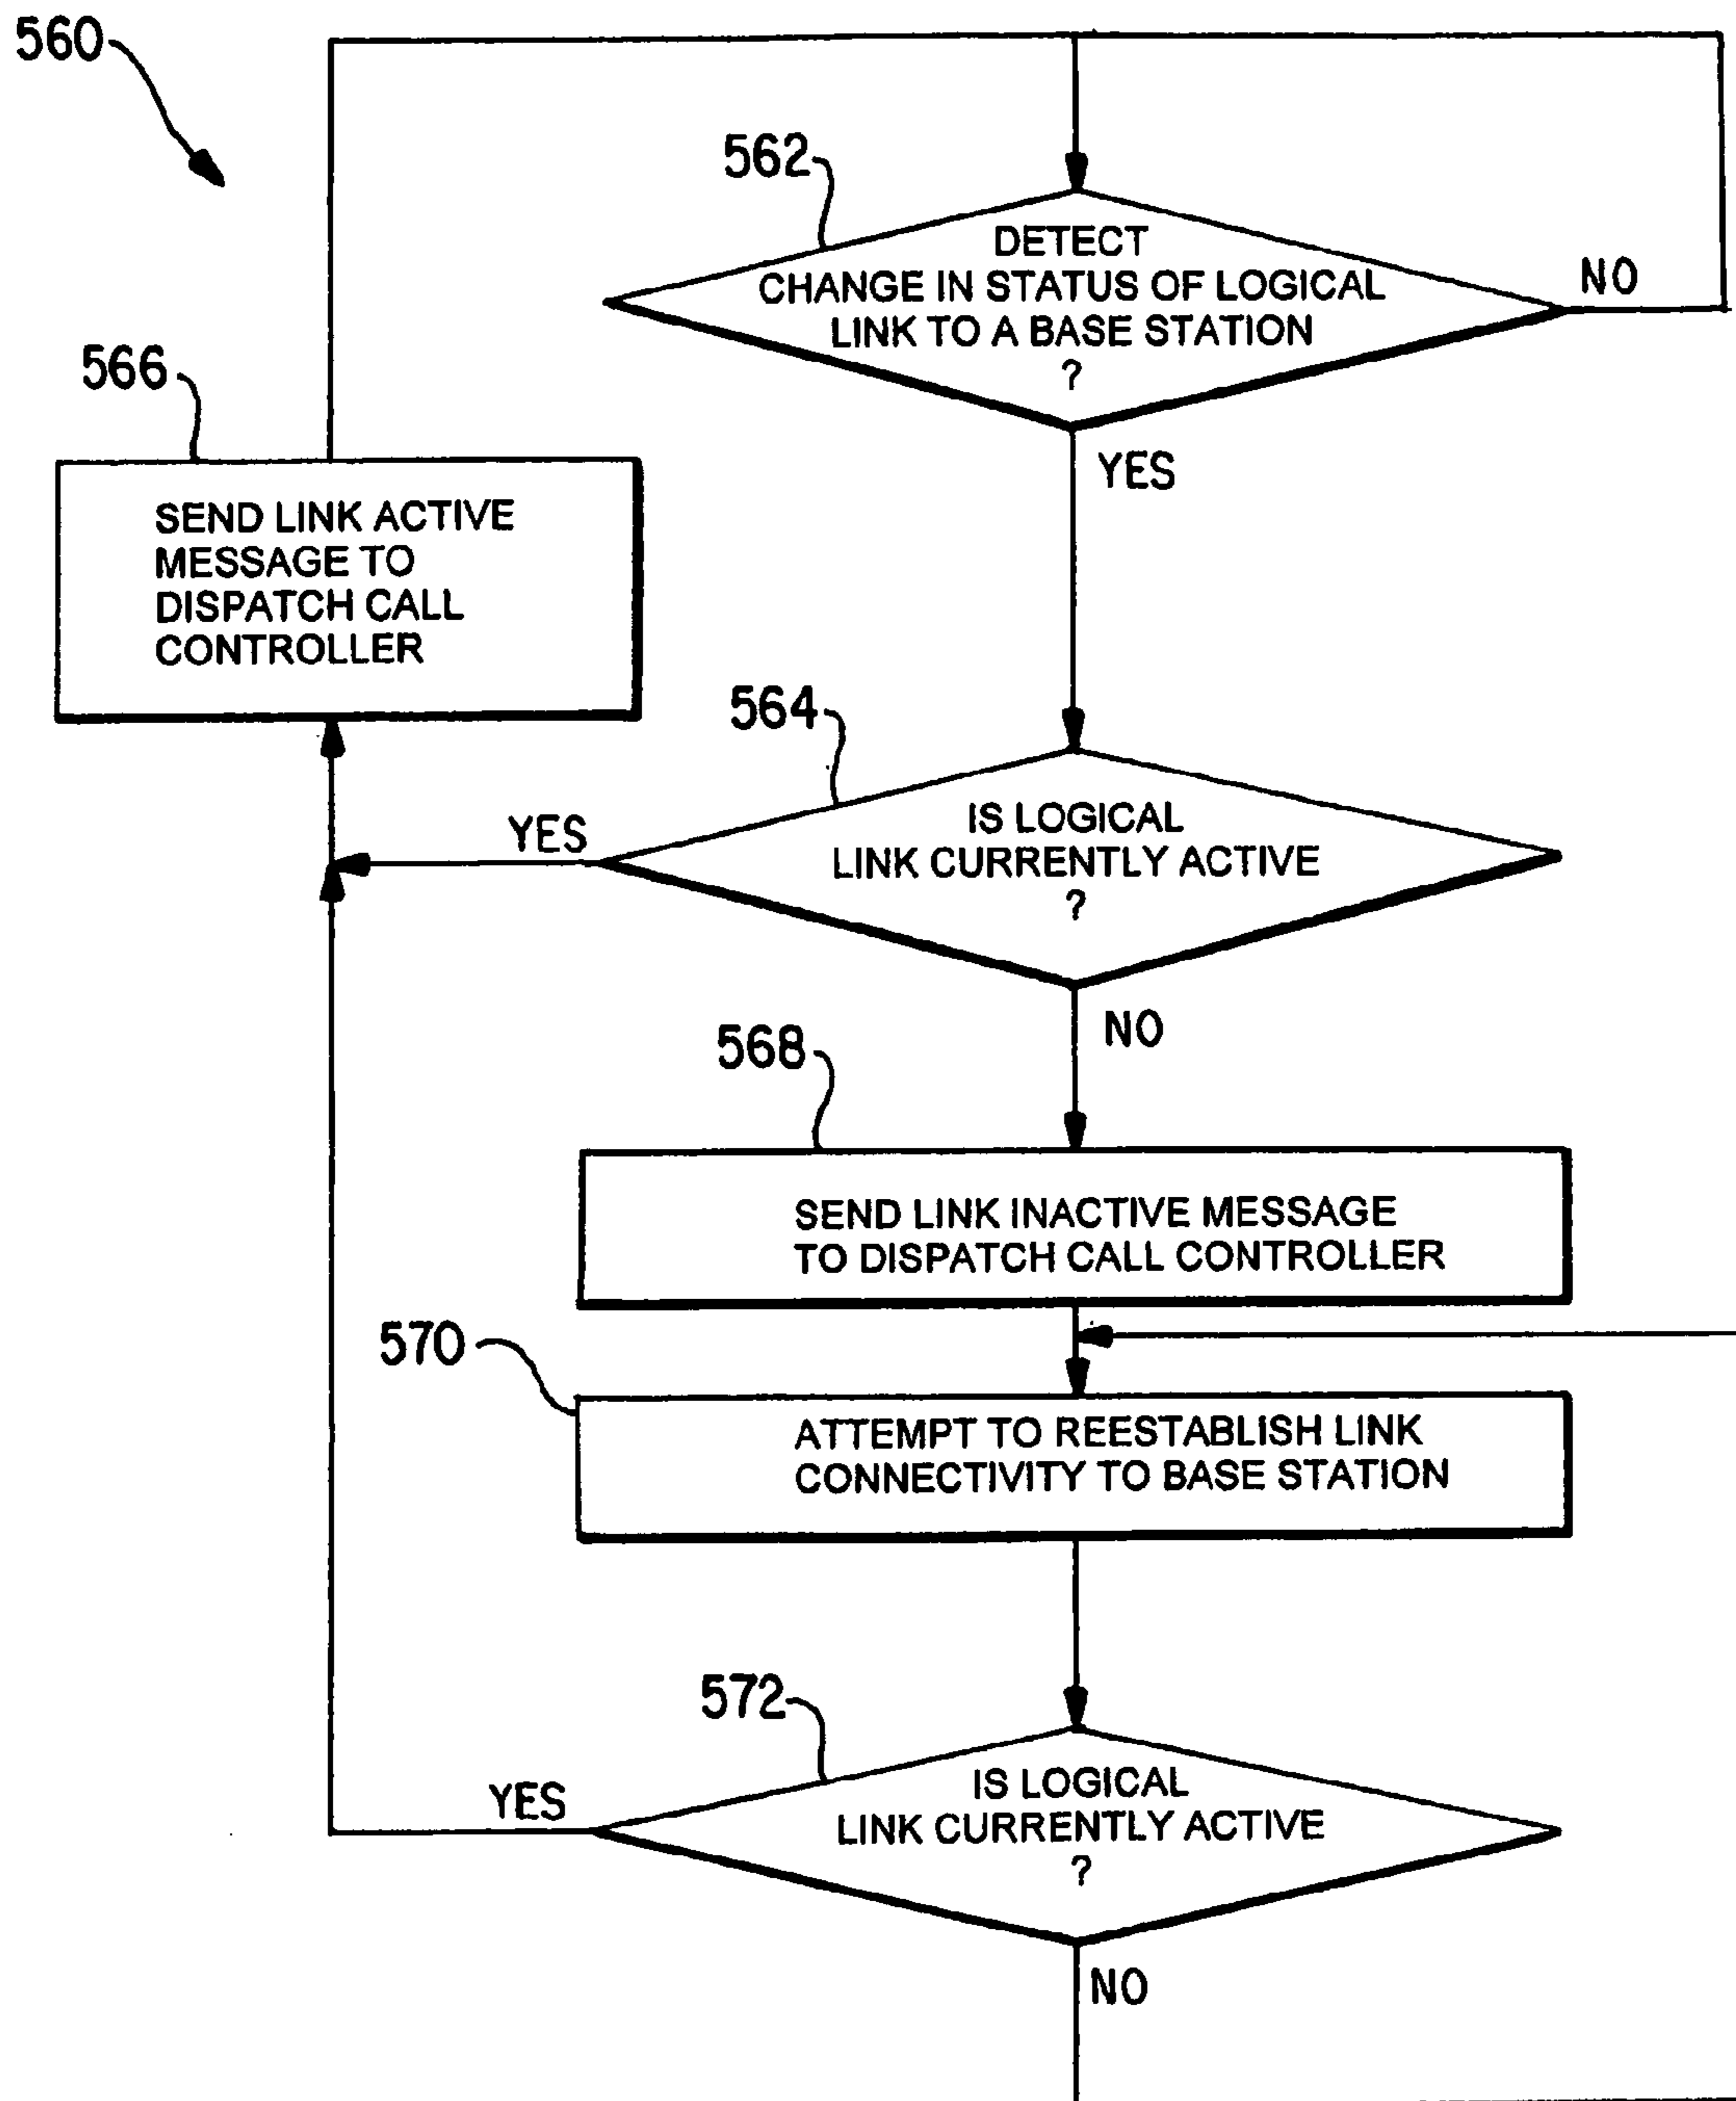 560
562
DETECT
CHANGE IN STATUS OF LOGICAL
LINK TO A BASE STATION
?
NO
YES
566
SEND LINK ACTIVE
MESSAGE TO
DISPATCH CALL
CONTROLLER
564
IS LOGICAL
LINK CURRENTLY ACTIVE
?
YES
NO
568
SEND LINK INACTIVE MESSAGE
TO DISPATCH CALL CONTROLLER
570
ATTEMPT TO REESTABLISH LINK
CONNECTIVITY TO BASE STATION
572
IS LOGICAL
LINK CURRENTLY ACTIVE
?
YES
NO